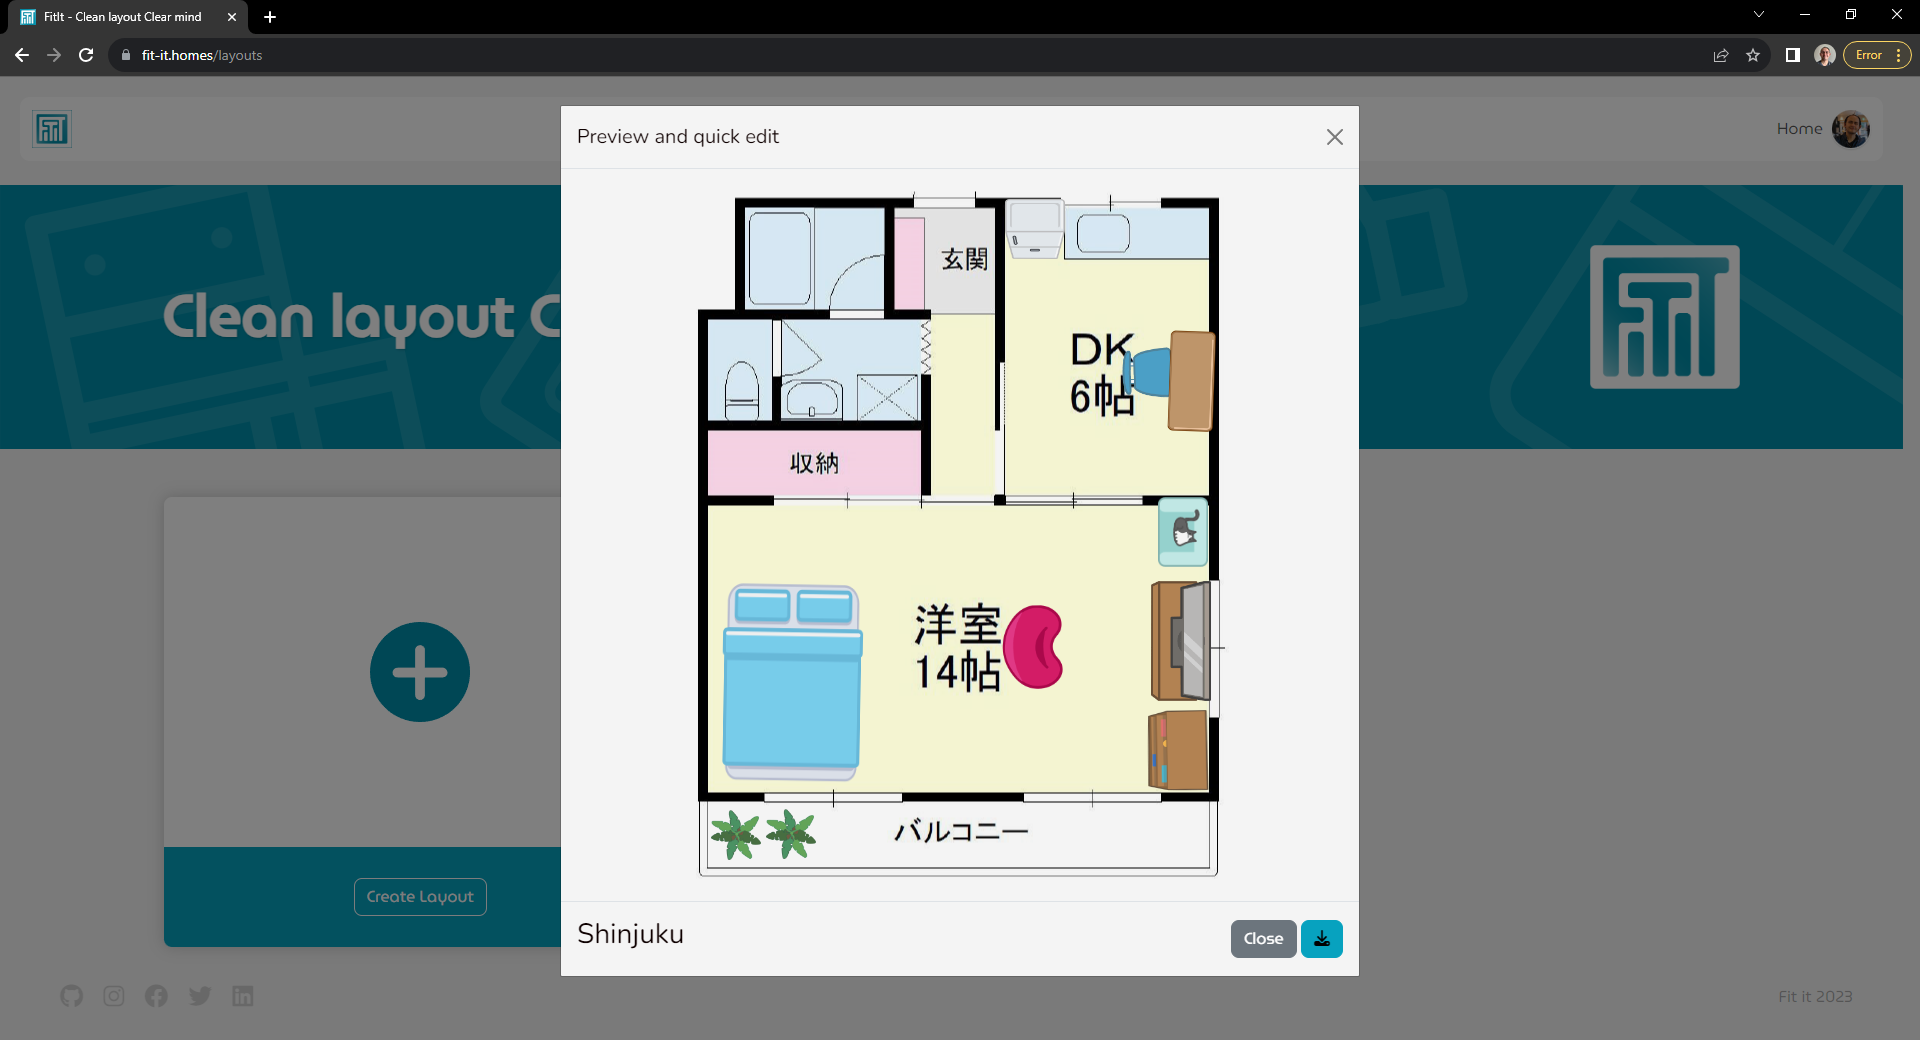 FitIt - Clean layout Clear mind
fit-it.homes/layouts
Error
FIT
Home
Preview and quick edit
Clean layout C
FIT
玄関
DK
6帖
収納
洋室
14帖
バルコニー
Create Layout
Shinjuku
Close
Fit it 2023